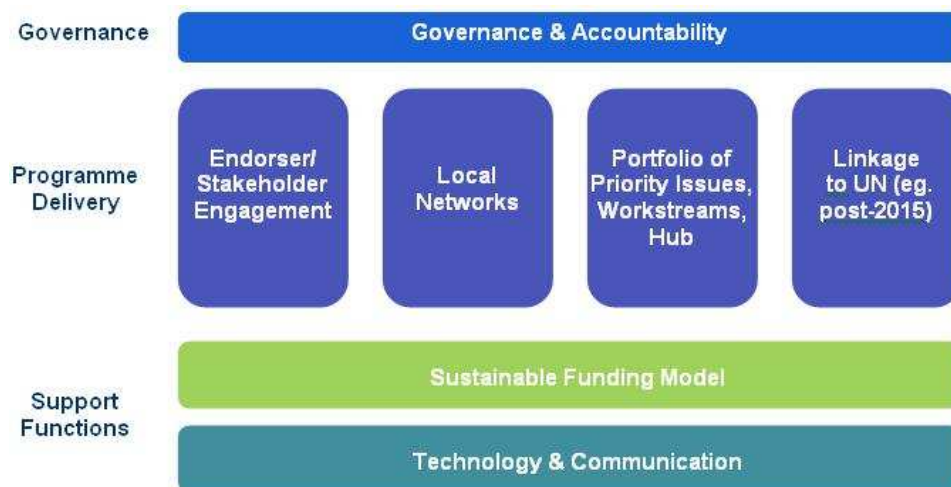 Governance
Governance & Accountability
Programme
Delivery
Endorser/
Stakeholder
Engagement
Local
Networks
Portfolio of
Priority Issues,
Workstreams,
Hub
Linkage
to UN (eg.
post-2015)
Support
Functions
Sustainable Funding Model
Technology & Communication